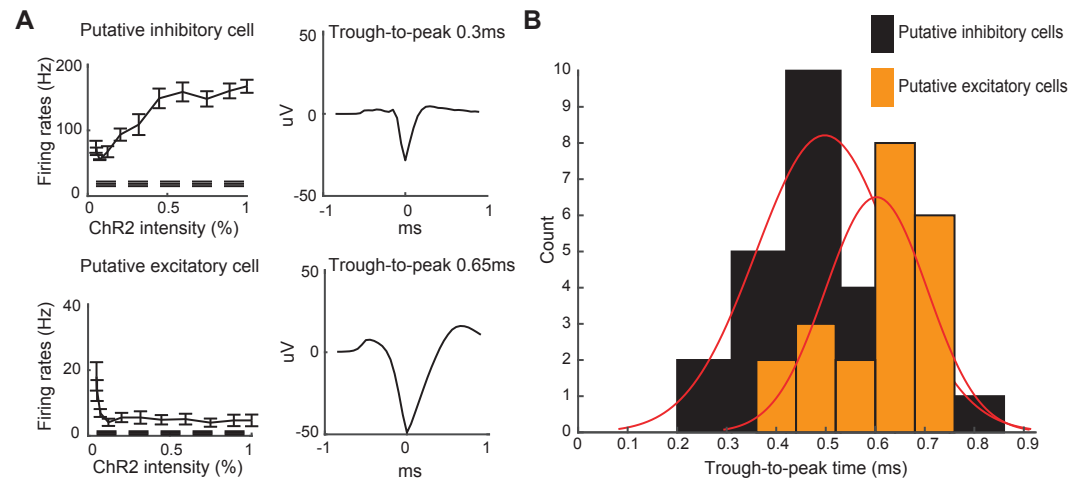 A
Putative inhibitory cell
Firing rates (Hz)
200
100
0
0
0.5
1
ChR2 intensity (%)
Trough-to-peak 0.3ms
uV
50
0
-50
-1
0
1
ms
Putative excitatory cell
Firing rates (Hz)
40
20
0
0
0.5
1
ChR2 intensity (%)
Trough-to-peak 0.65ms
uV
50
0
-50
-1
0
1
ms
B
Putative inhibitory cells
Putative excitatory cells
Count
10
9
8
7
6
5
4
3
2
1
0
0
0.1
0.2
0.3
0.4
0.5
0.6
0.7
0.8
0.9
Trough-to-peak time (ms)